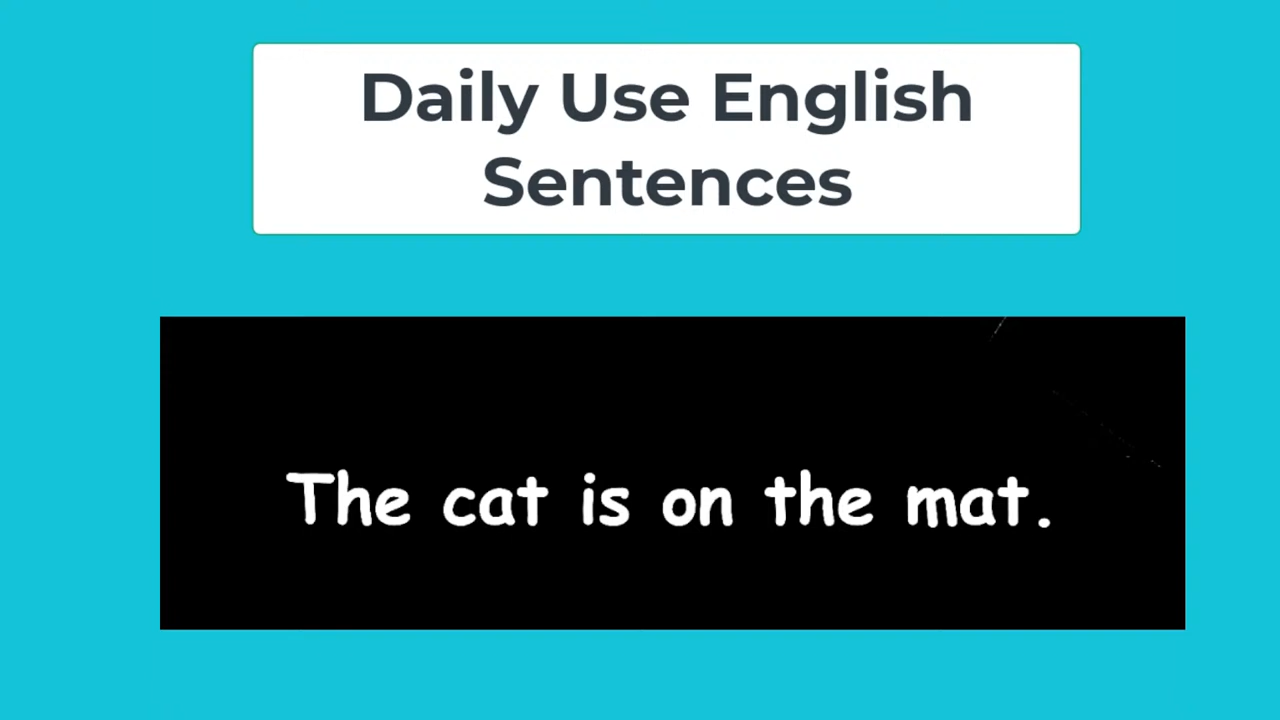 Daily Use English
Sentences
The cat is on the mat.